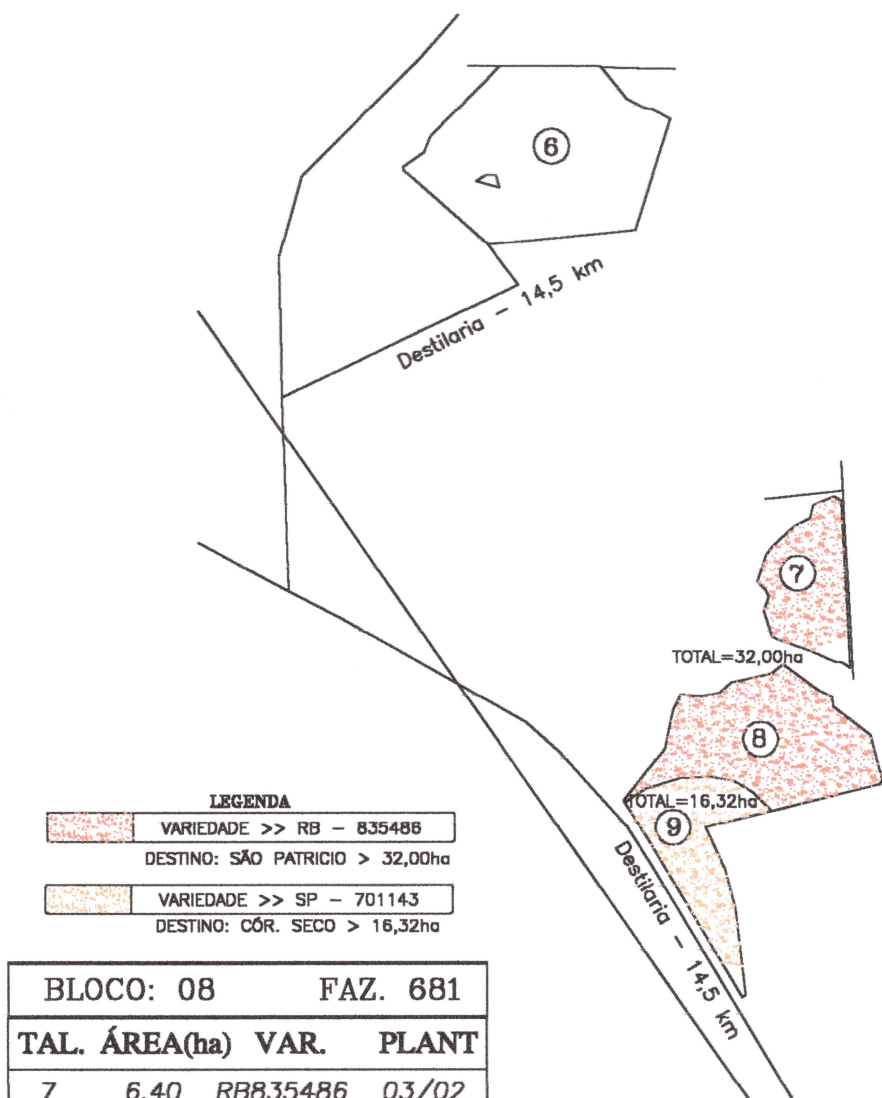 6
Destilaria - 14,5 km
7
TOTAL=32,00ha
8
TOTAL=16,32ha
9
Destilaria - 14,5 km
LEGENDA
VARIEDADE >> RB - 835486
DESTINO: SÃO PATRICIO > 32,00ha
VARIEDADE >> SP - 701143
DESTINO: CÓR. SECO > 16,32ha
BLOCO: 08 FAZ. 681
TAL. ÁREA(ha) VAR. PLANT
7 6,40 RB835486 03/02